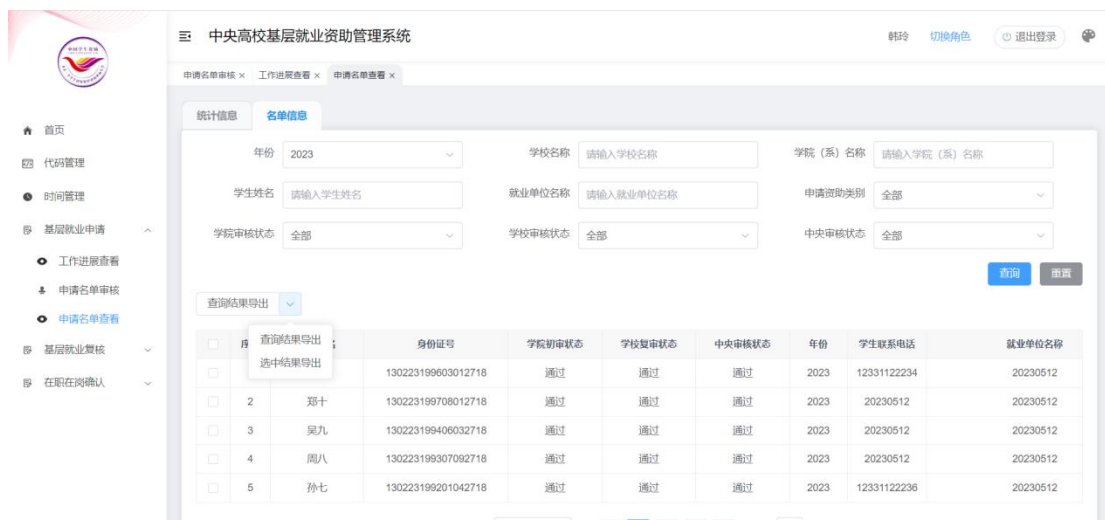 中央高校基层就业资助管理系统 韩玲 切换角色 退出登录
申请名单审核 × 工作进展查看 × 申请名单查看 ×
统计信息 名单信息
首页
代码管理
时间管理
基层就业申请
工作进展查看
申请名单审核
申请名单查看
基层就业复核
在职在岗确认
年份 2023 学校名称 请输入学校名称 学院（系）名称 请输入学院（系）名称
学生姓名 请输入学生姓名 就业单位名称 请输入就业单位名称 申请资助类别 全部
学院审核状态 全部 学校审核状态 全部 中央审核状态 全部
查询 重置
查询结果导出
查询结果导出
选中结果导出
身份证号 学院初审状态 学校复审状态 中央审核状态 年份 学生联系电话 就业单位名称
130223199603012718 通过 通过 通过 2023 12331122234 20230512
2 郑十 130223199708012718 通过 通过 通过 2023 20230512 20230512
3 吴九 130223199406032718 通过 通过 通过 2023 20230512 20230512
4 周八 130223199307092718 通过 通过 通过 2023 20230512 20230512
5 孙七 130223199201042718 通过 通过 通过 2023 12331122236 20230512